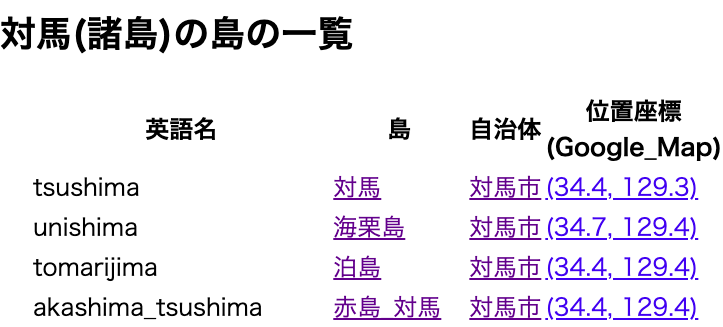 対馬(諸島)の島の一覧
英語名 島 自治体 位置座標
(Google_Map)
tsushima 対馬 対馬市 (34.4, 129.3)
unishima 海栗島 対馬市 (34.7, 129.4)
tomarijima 泊島 対馬市 (34.4, 129.4)
akashima_tsushima 赤島_対馬 対馬市 (34.4, 129.4)